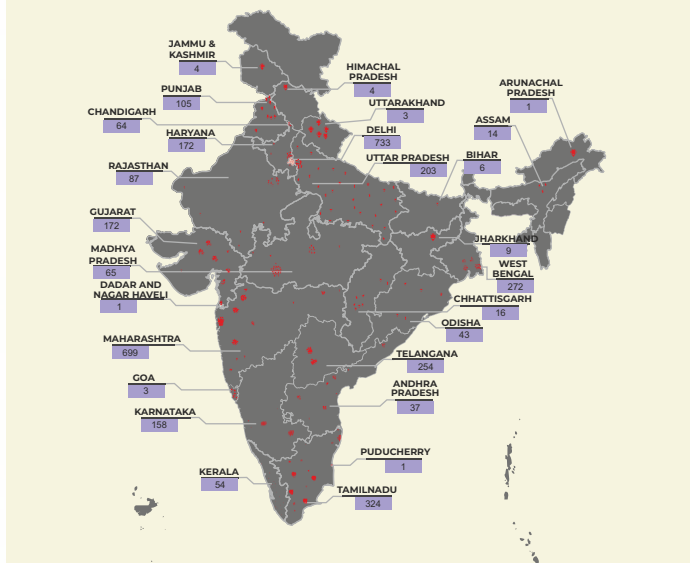 JAMMU &
KASHMIR
4
HIMACHAL
PRADESH
4
PUNJAB
105
ARUNACHAL
PRADESH
1
UTTARAKHAND
3
CHANDIGARH
64
ASSAM
14
DELHI
733
HARYANA
172
BIHAR
6
UTTAR PRADESH
203
RAJASTHAN
87
GUJARAT
172
JHARKHAND
9
MADHYA
PRADESH
65
WEST
BENGAL
272
DADAR AND
NAGAR HAVELI
1
CHHATTISGARH
16
ODISHA
43
MAHARASHTRA
699
TELANGANA
254
GOA
3
ANDHRA
PRADESH
37
KARNATAKA
158
PUDUCHERRY
1
KERALA
54
TAMILNADU
324